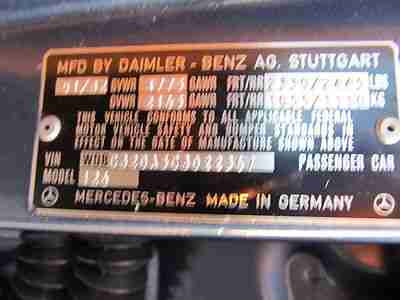 MFD BY DAIMLER - BENZ AG, STUTTGART
GVWR GAWR FRT/RR LBS
GVWR GAWR FRT/RR KG
THIS VEHICLE CONFORMS TO ALL APPLICABLE FEDERAL
MOTOR VEHICLE SAFETY AND BUMPER STANDARDS IN
EFFECT ON THE DATE OF MANUFACTURE SHOWN ABOVE
VIN PASSENGER CAR
MODEL 124
MERCEDES-BENZ MADE IN GERMANY